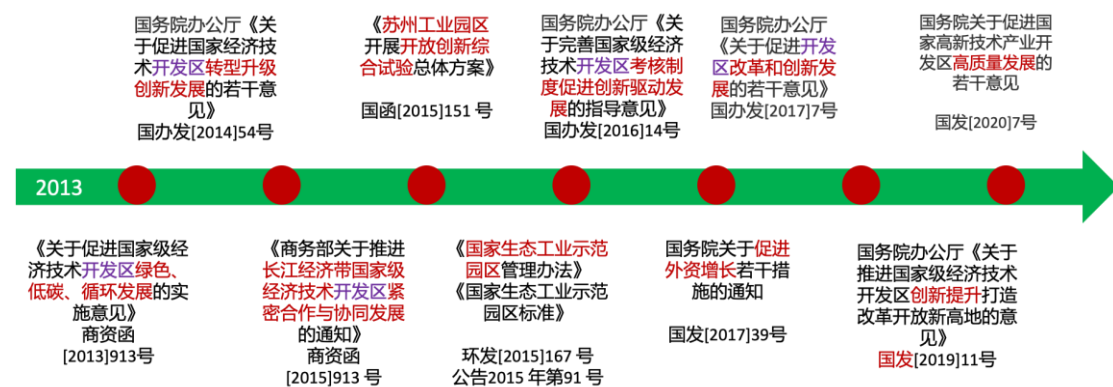 国务院办公厅《关
于促进国家经济技
术开发区转型升级
创新发展的若干意
见》
国办发[2014]54号
《苏州工业园区
开展开放创新综
合试验总体方案》
国函[2015]151 号
国务院办公厅《关
于完善国家级经济
技术开发区考核制
度促进创新驱动发
展的指导意见》
国办发[2016]14号
国务院办公厅
《关于促进开发
区改革和创新发
展的若干意见》
国办发[2017]7号
国务院关于促进国
家高新技术产业开
发区高质量发展的
若干意见
国发[2020]7号
2013
《关于促进国家级经
济技术开发区绿色、
低碳、循环发展的实
施意见》
商资函
[2013]913号
《商务部关于推进
长江经济带国家级
经济技术开发区紧
密合作与协同发展
的通知》
商资函
[2015]913 号
《国家生态工业示范
园区管理办法》
《国家生态工业示范
园区标准》
环发[2015]167 号
公告2015 年第91 号
国务院关于促进
外资增长若干措
施的通知
国发[2017]39号
国务院办公厅《关于
推进国家级经济技术
开发区创新提升打造
改革开放新高地的意
见》
国发[2019]11号